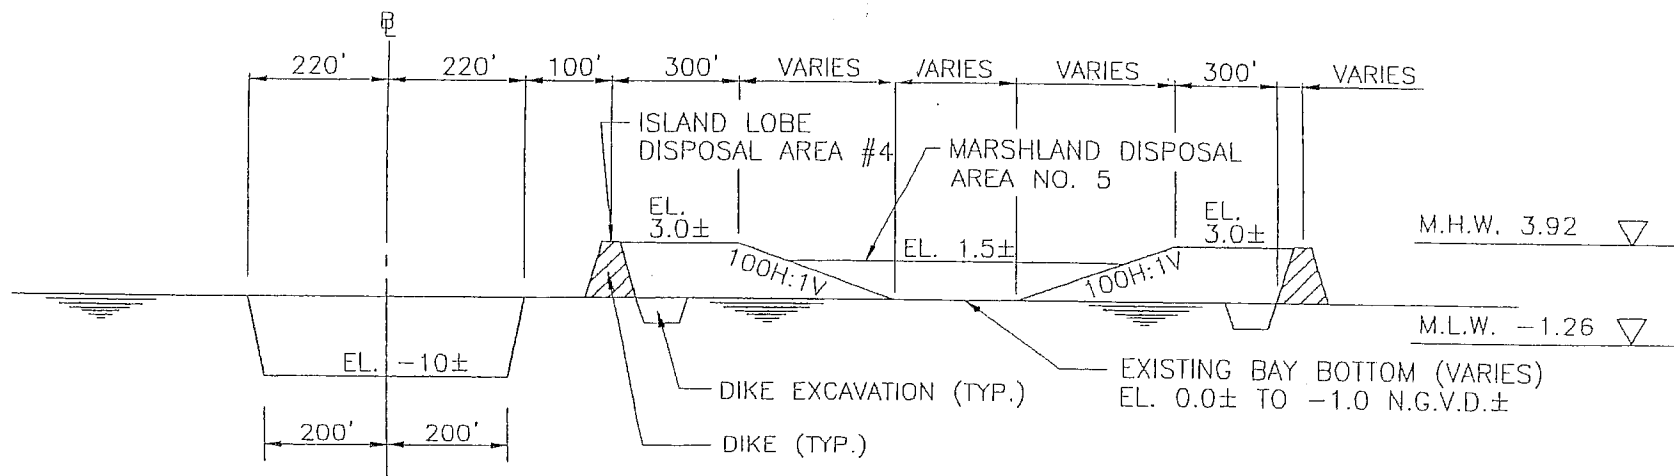 ℄
220' 220' 100' 300' VARIES VARIES VARIES 300' VARIES
ISLAND LOBE
DISPOSAL AREA #4
MARSHLAND DISPOSAL
AREA NO. 5
EL.
3.0±
EL.
3.0±
M.H.W. 3.92
EL. 1.5±
100H:1V
100H:1V
M.L.W. -1.26
EL. -10±
EXISTING BAY BOTTOM (VARIES)
EL. 0.0± TO -1.0 N.G.V.D.±
DIKE EXCAVATION (TYP.)
200' 200'
DIKE (TYP.)